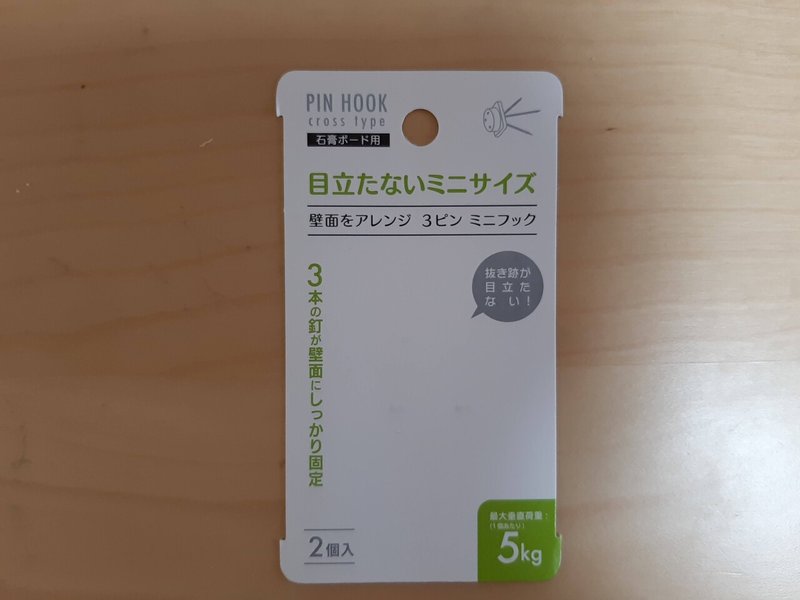 PIN HOOK
cross type
石膏ボード用
目立たないミニサイズ
壁面をアレンジ 3ピン ミニフック
抜き跡が
目立た
ない!
3本の釘が壁面にしっかり固定
2個入
最大垂直荷重:
(1個あたり)
5kg